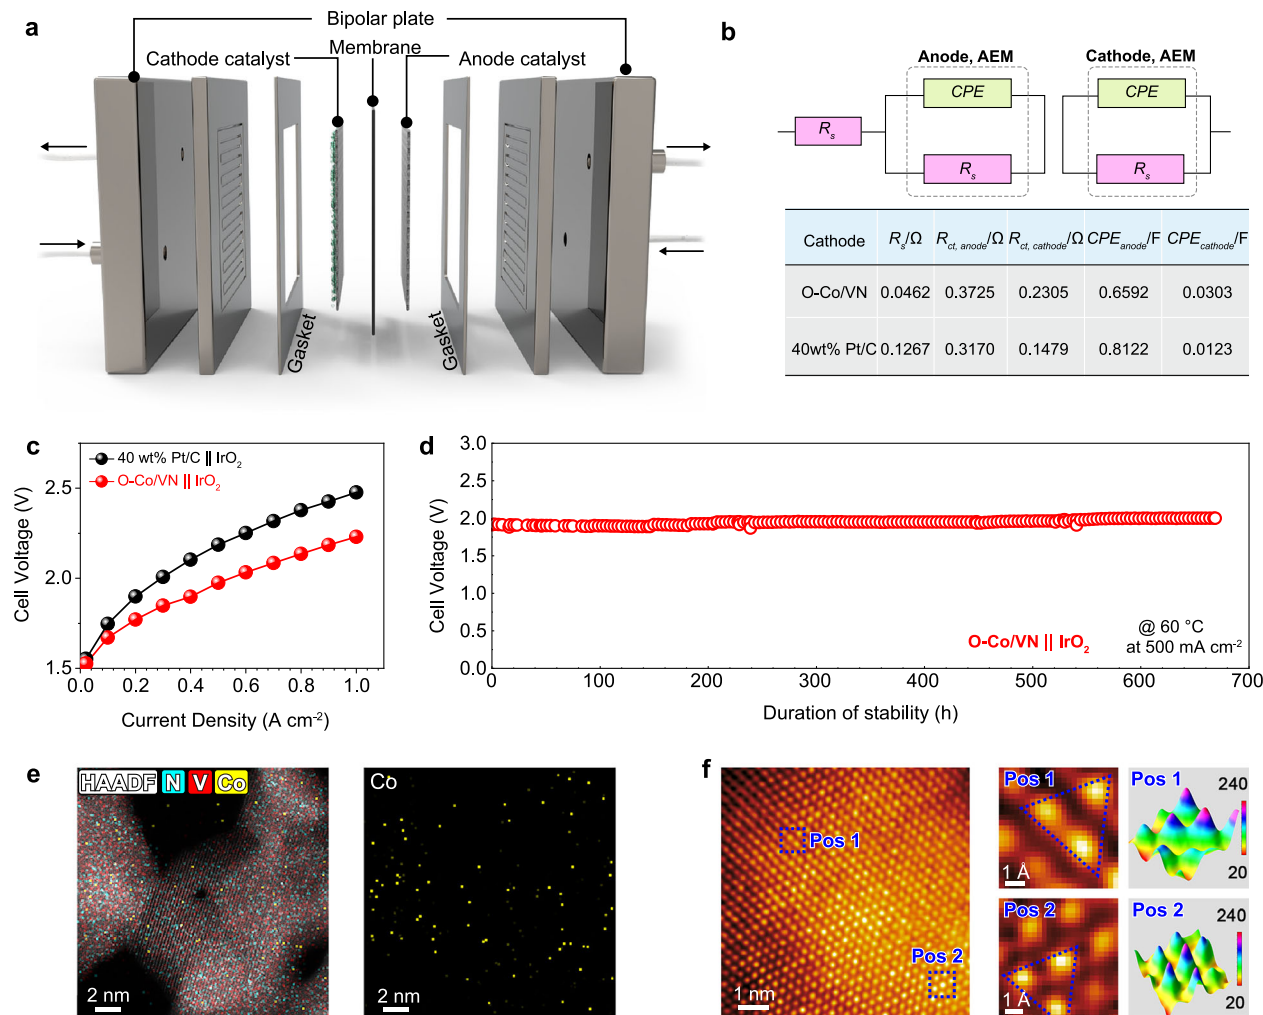 a
Bipolar plate
Membrane
Cathode catalyst
Anode catalyst
Gasket
Gasket
b
Anode, AEM
Cathode, AEM
CPE
CPE
Rₛ
Rₛ
Rₛ
Cathode Rₛ/Ω R_ct, anode/Ω R_ct, cathode/Ω CPE_anode/F CPE_cathode/F
O-Co/VN 0.0462 0.3725 0.2305 0.6592 0.0303
40wt% Pt/C 0.1267 0.3170 0.1479 0.8122 0.0123
c
40 wt% Pt/C || IrO₂
O-Co/VN || IrO₂
Cell Voltage (V)
2.5
2.0
1.5
0.0 0.2 0.4 0.6 0.8 1.0
Current Density (A cm⁻²)
d
Cell Voltage (V)
3.0
2.5
2.0
1.5
1.0
0.5
0.0
O-Co/VN || IrO₂
@ 60 °C
at 500 mA cm⁻²
0 100 200 300 400 500 600 700
Duration of stability (h)
e
HAADF N V Co
2 nm
Co
2 nm
f
Pos 1
Pos 2
1 nm
Pos 1
1 Å
Pos 1
240
20
Pos 2
1 Å
Pos 2
240
20